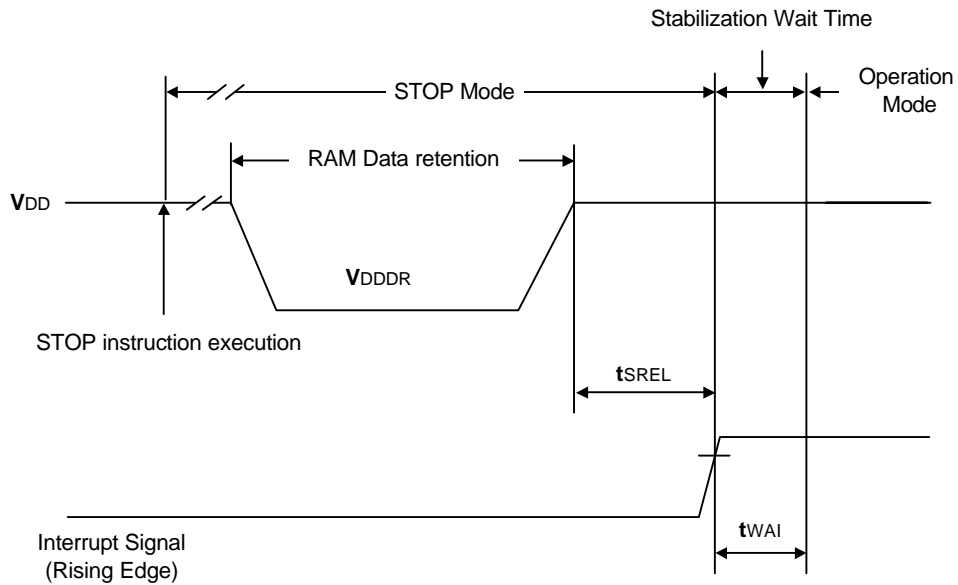 Stabilization Wait Time
STOP Mode
Operation
Mode
RAM Data retention
VDD
VDDDR
STOP instruction execution
tSREL
tWAI
Interrupt Signal
(Rising Edge)